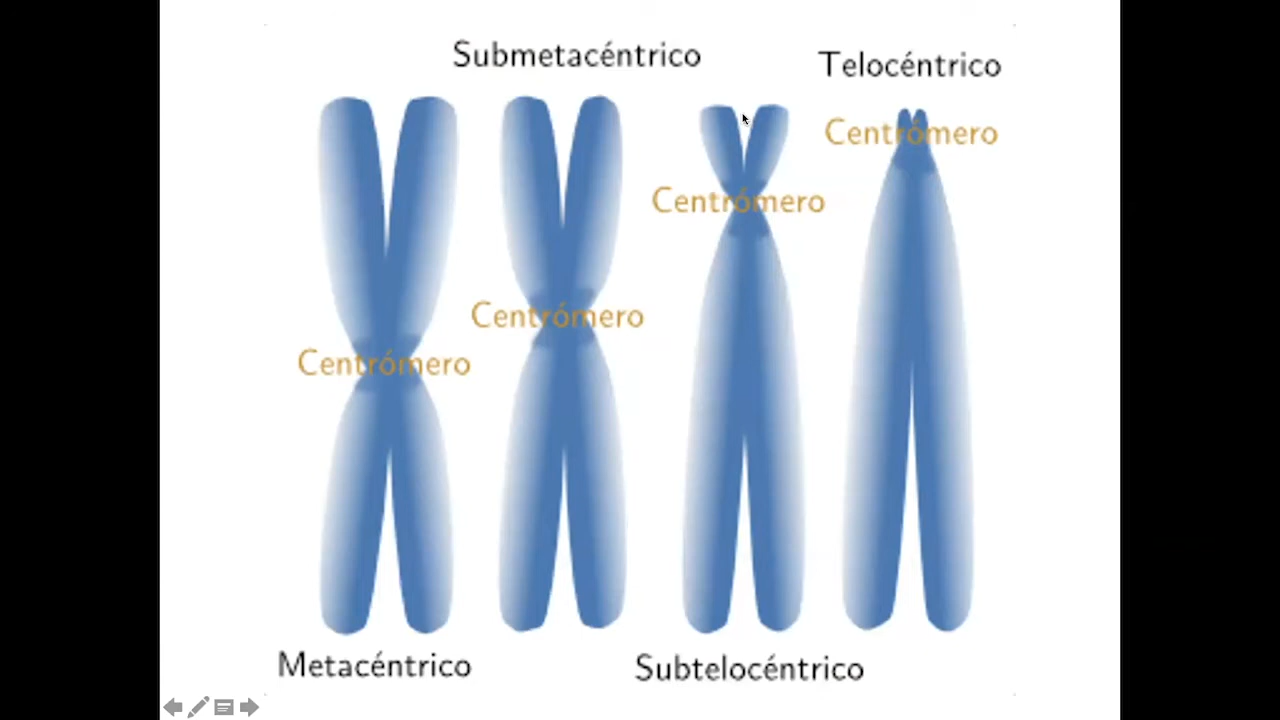 Submetacéntrico
Telocéntrico
Centrómero
Centrómero
Centrómero
Centrómero
Metacéntrico
Subtelocéntrico